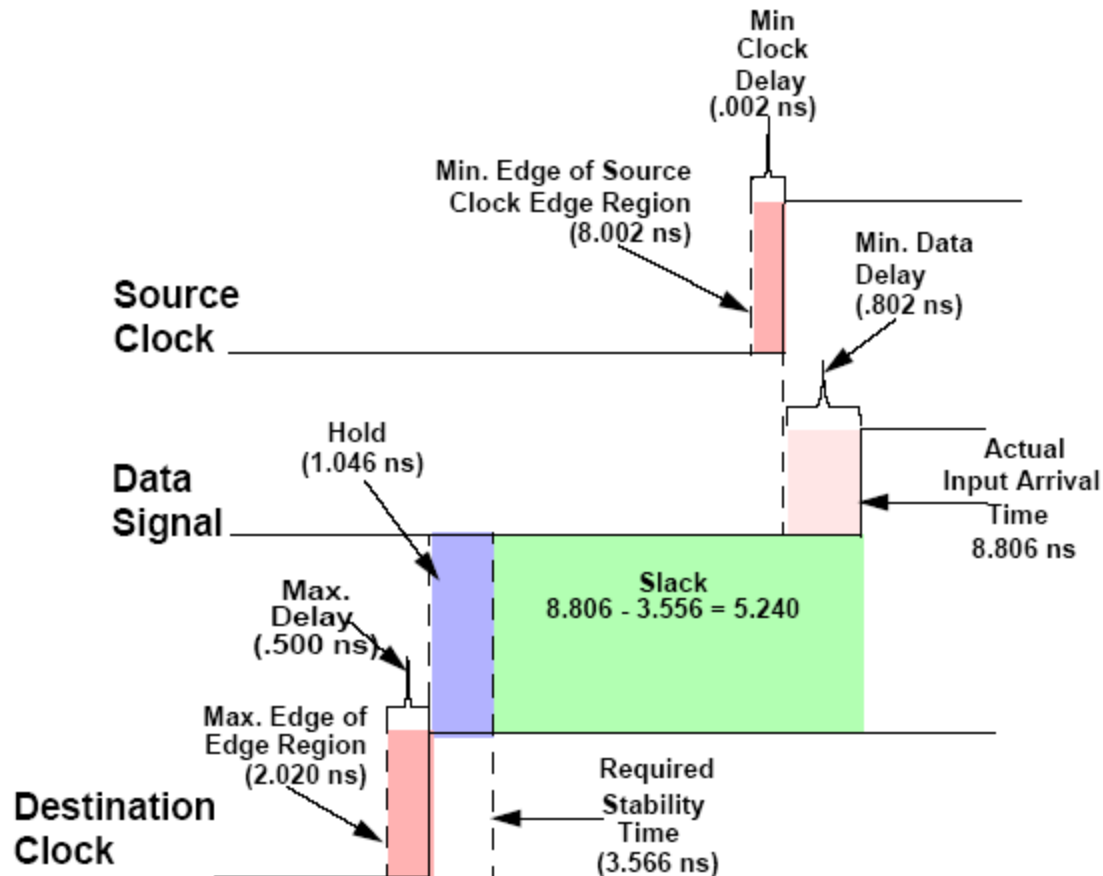 Min
Clock
Delay
(.002 ns)
Min. Edge of Source
Clock Edge Region
(8.002 ns)
Min. Data
Delay
(.802 ns)
Source
Clock
Hold
(1.046 ns)
Data
Signal
Actual
Input Arrival
Time
8.806 ns
Slack
8.806 - 3.556 = 5.240
Max.
Delay
(.500 ns)
Max. Edge of
Edge Region
(2.020 ns)
Required
Stability
Time
(3.566 ns)
Destination
Clock